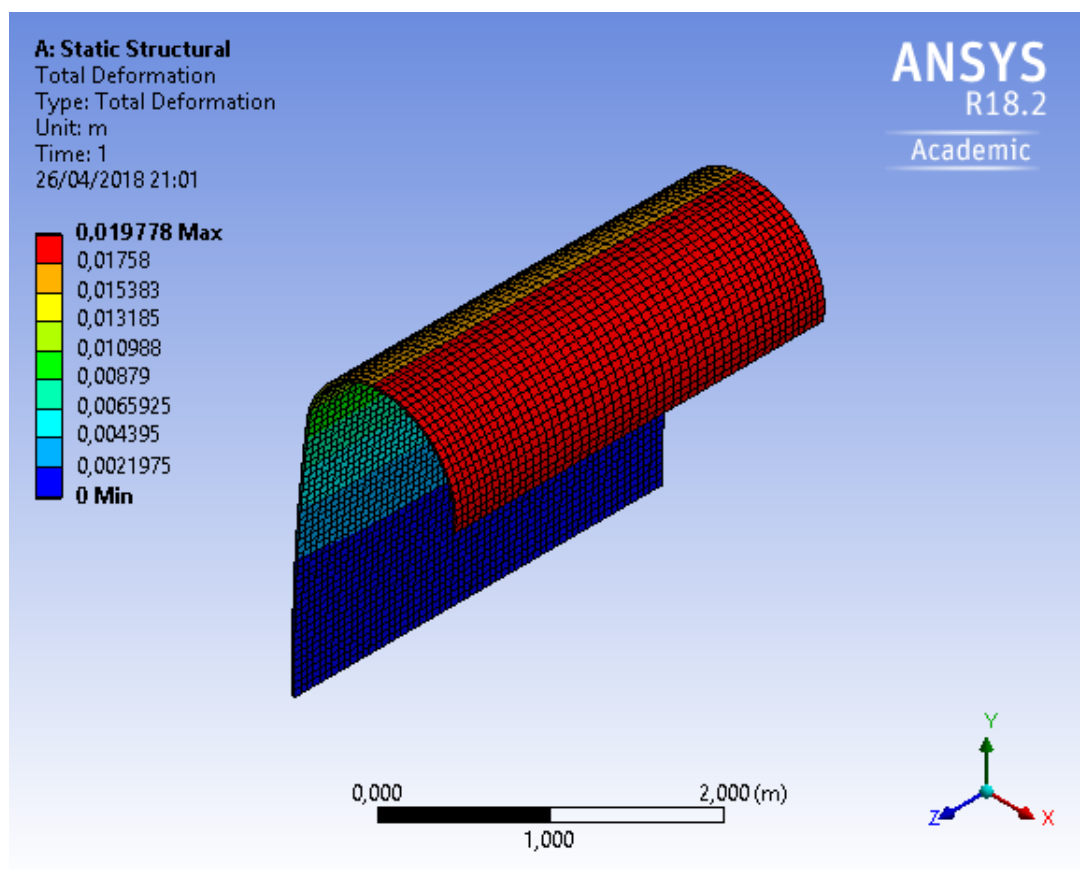 A: Static Structural
Total Deformation
Type: Total Deformation
Unit: m
Time: 1
26/04/2018 21:01
ANSYS
R18.2
Academic
0,019778 Max
0,01758
0,015383
0,013185
0,010988
0,00879
0,0065925
0,004395
0,0021975
0 Min
0,000
2,000 (m)
1,000
Y
Z
X